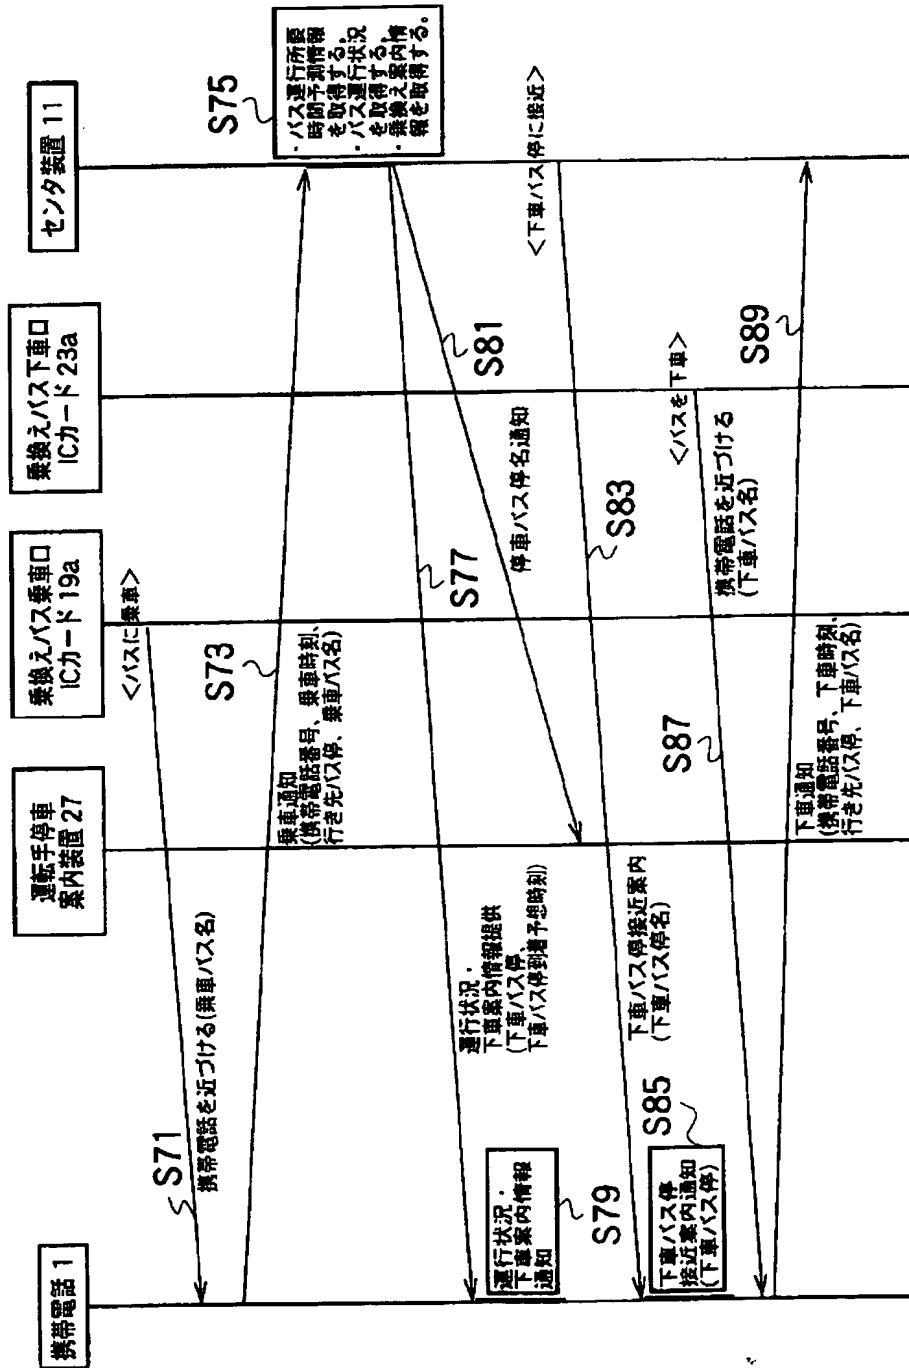 携帯電話 1
運転手停車
案内装置 27
乗換えバス乗車口
ICカード 19a
乗換えバス下車口
ICカード 23a
センタ装置 11
<バスに乗車>
S71
携帯電話を近づける(乗車バス名)
S73
乗車通知
(携帯電話番号、乗車時刻、
行き先バス停、乗車バス名)
S75
・バス運行所要
時間予測情報
を取得する。
・バス運行状況
を取得する。
・乗換え案内情
報を取得する。
S77
運行状況・
下車案内情報提供
(下車バス停、
下車バス停到着予想時刻)
運行状況・
下車案内情報
通知
S79
S81
停車バス停名通知
<下車バス停に接近>
S83
下車バス停接近案内
(下車バス停名)
下車バス停
接近案内通知
(下車バス停)
S85
<バスを下車>
S87
携帯電話を近づける
(下車バス名)
S89
下車通知
(携帯電話番号、下車時刻、
行き先バス停、下車バス名)